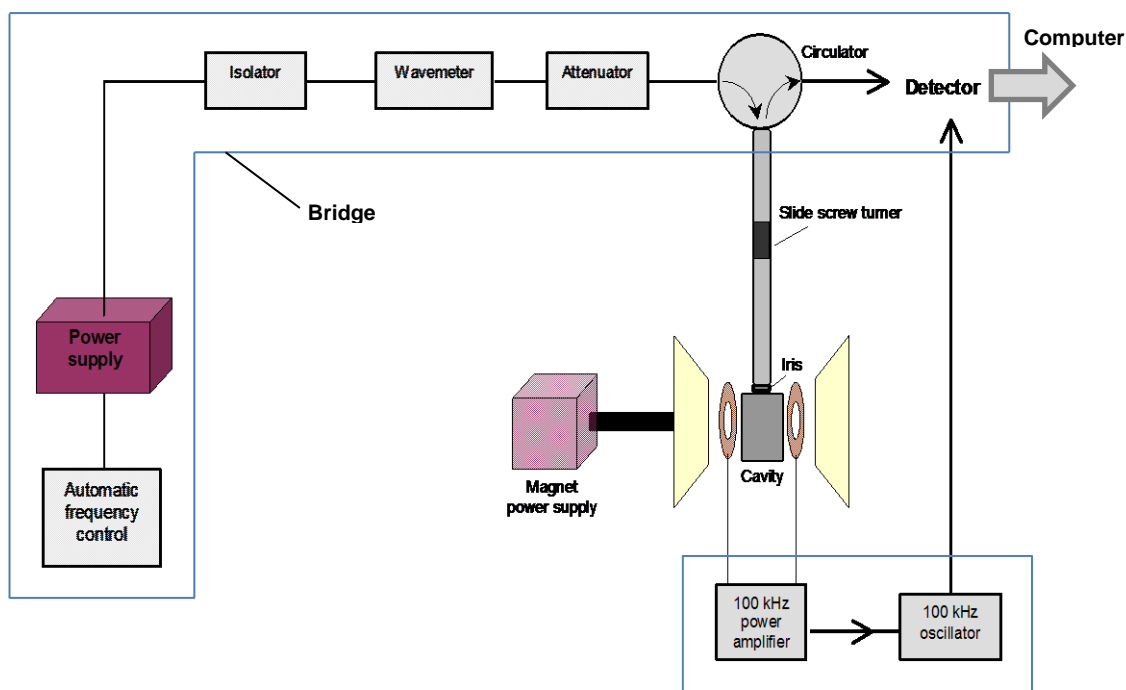 Computer
Circulator
Isolator
Wavemeter
Attenuator
Detector
Bridge
Slide screw turner
Power
supply
Iris
Cavity
Magnet
power supply
Automatic
frequency
control
100 kHz
power
amplifier
100 kHz
oscillator